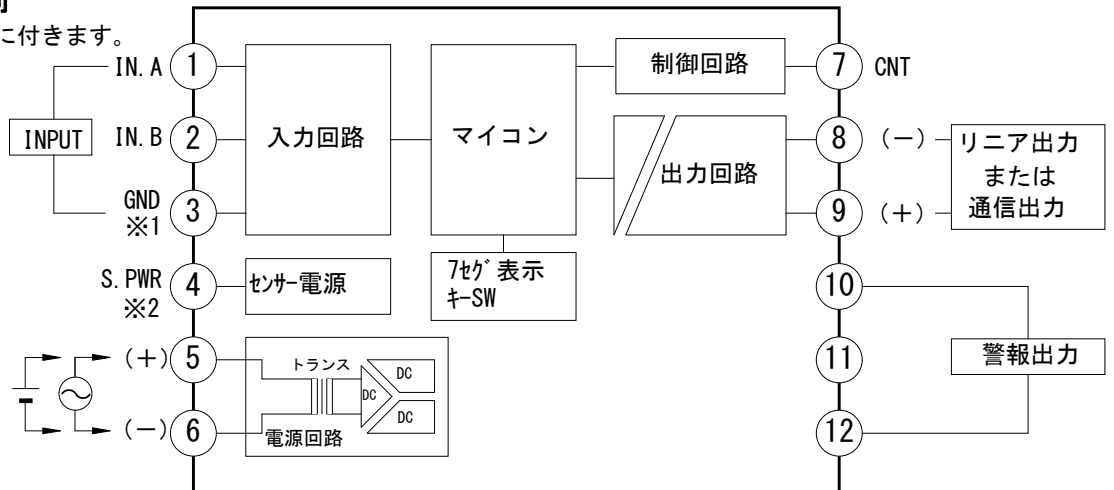 に付きます。
IN.A
1
IN.B
2
INPUT
GND
※1
3
S.PWR
※2
4
(+)
5
(−)
6
入力回路
マイコン
制御回路
出力回路
センサー電源
7セグ表示
キーSW
トランス
DC
DC
DC
電源回路
7
CNT
8
(−)
9
(+)
リニア出力
または
通信出力
10
11
12
警報出力